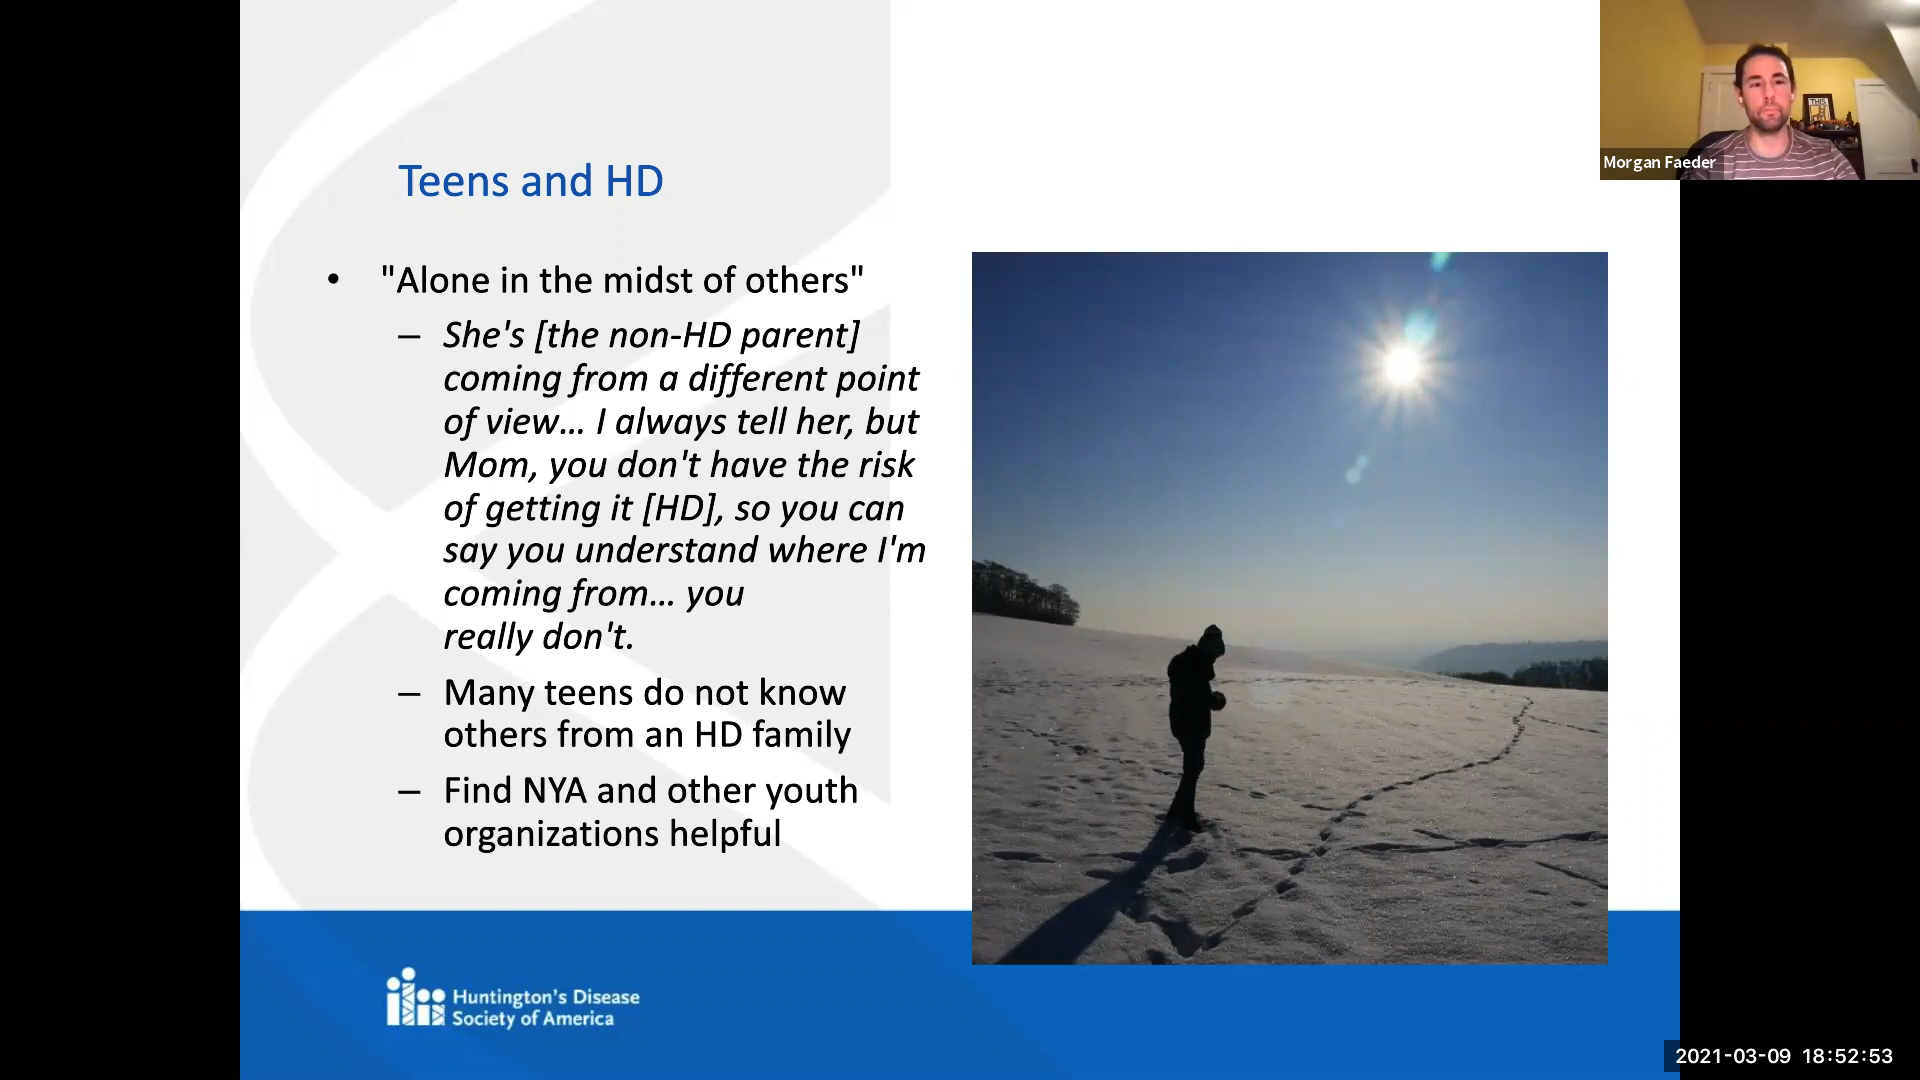 Teens and HD
• "Alone in the midst of others"
– She's [the non-HD parent]
coming from a different point
of view... I always tell her, but
Mom, you don't have the risk
of getting it [HD], so you can
say you understand where I'm
coming from... you
really don't.
– Many teens do not know
others from an HD family
– Find NYA and other youth
organizations helpful
Huntington's Disease
Society of America
THIS
Morgan Faeder
2021-03-09 18:52:53